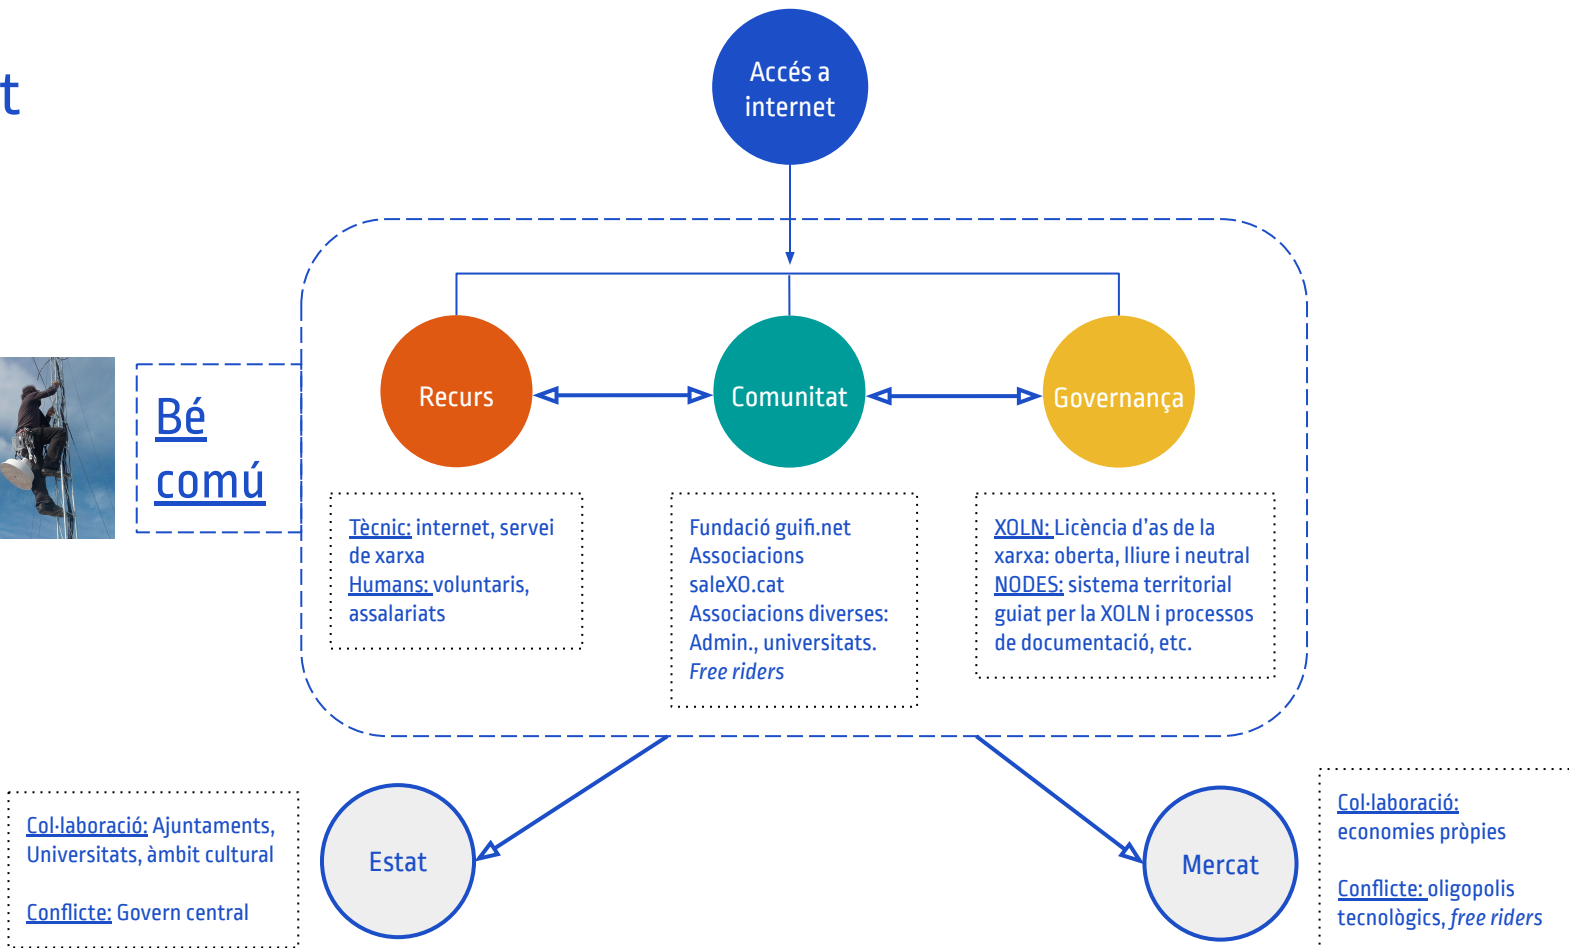 t
Accés a
internet
Bé
comú
Recurs
Comunitat
Governança
Tècnic: internet, servei
de xarxa
Humans: voluntaris,
assalariats
Fundació guifi.net
Associacions
saleXO.cat
Associacions diverses:
Admin., universitats.
Free riders
XOLN: Licència d’as de la
xarxa: oberta, lliure i neutral
NODES: sistema territorial
guiat per la XOLN i processos
de documentació, etc.
Col·laboració: Ajuntaments,
Universitats, àmbit cultural
Conflicte: Govern central
Estat
Mercat
Col·laboració:
economies pròpies
Conflicte: oligopolis
tecnològics, free riders